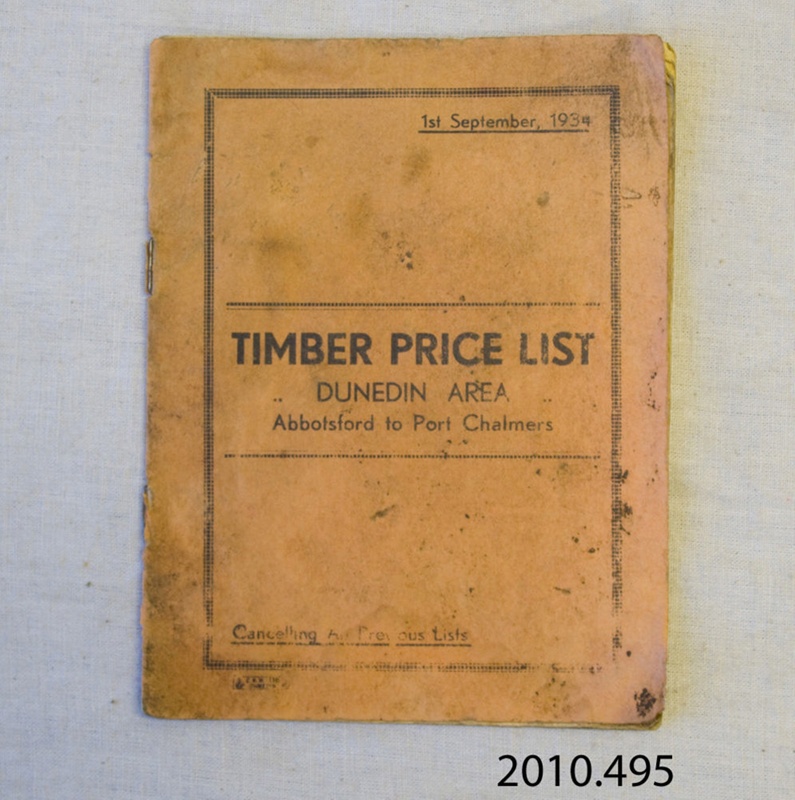 1st September, 1934
TIMBER PRICE LIST
.. DUNEDIN AREA ..
Abbotsford to Port Chalmers
Cancelling All Previous Lists
2010.495